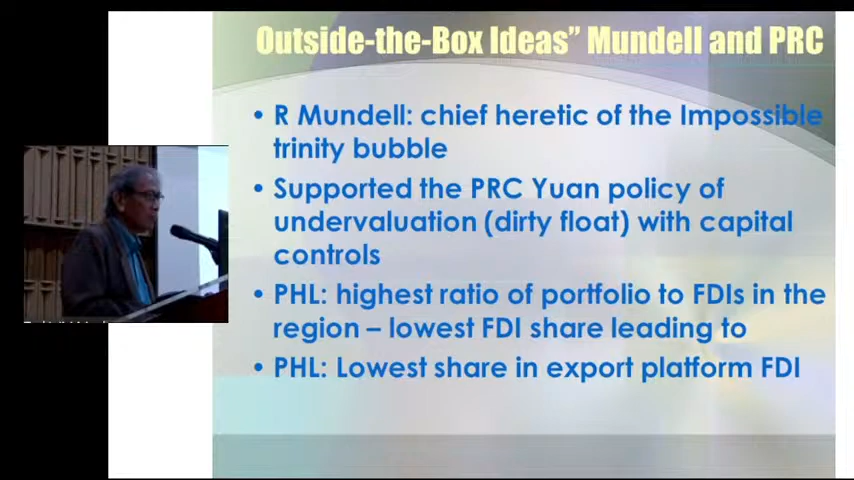 Outside-the-Box Ideas” Mundell and PRC
• R Mundell: chief heretic of the Impossible
trinity bubble
• Supported the PRC Yuan policy of
undervaluation (dirty float) with capital
controls
• PHL: highest ratio of portfolio to FDIs in the
region – lowest FDI share leading to
• PHL: Lowest share in export platform FDI